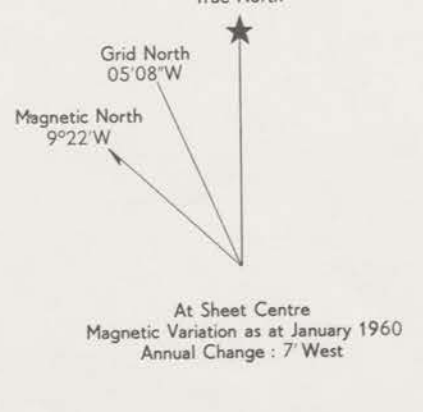 True North
Grid North
05'08"W
Magnetic North
9°22'W
At Sheet Centre
Magnetic Variation as at January 1960
Annual Change : 7' West